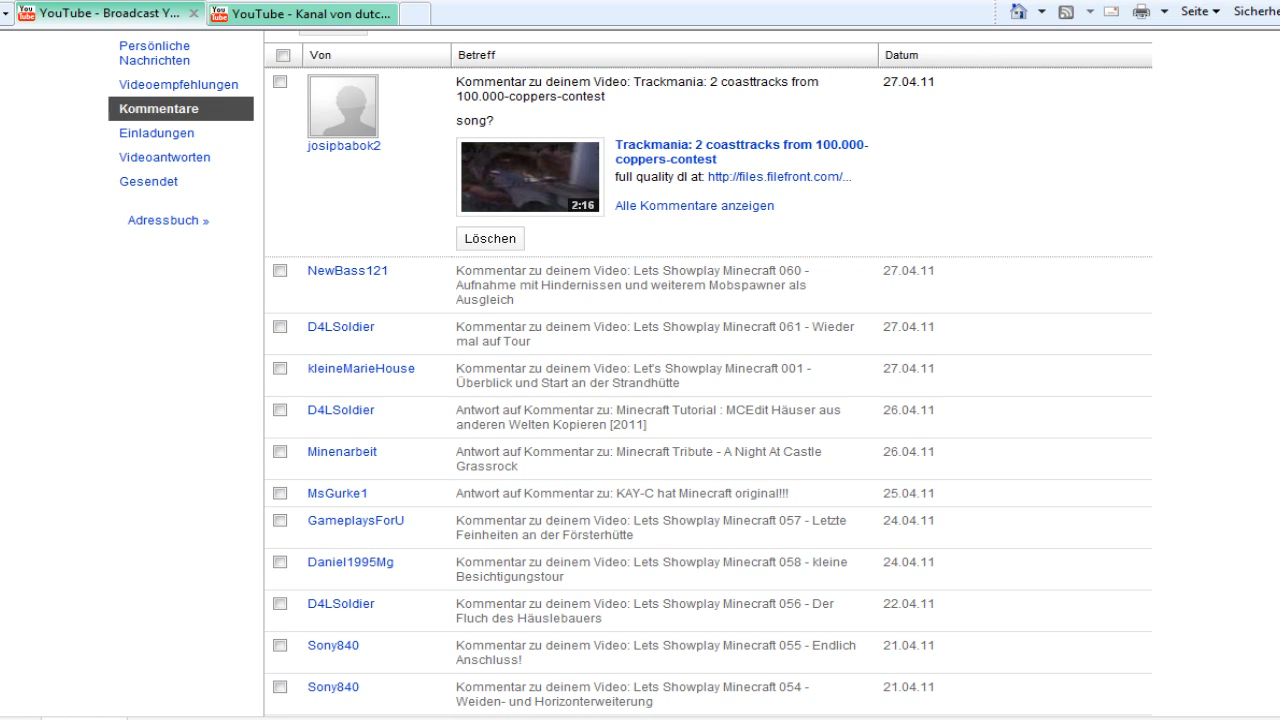 YouTube - Broadcast Y...
YouTube - Kanal von dutc...
Seite
Sicherhe
Persönliche
Nachrichten
Videoempfehlungen
Kommentare
Einladungen
Videoantworten
Gesendet
Adressbuch »
Von
Betreff
Datum
josipbabok2
Kommentar zu deinem Video: Trackmania: 2 coasttracks from
100.000-coppers-contest
27.04.11
song?
2:16
Trackmania: 2 coasttracks from 100.000-
coppers-contest
full quality dl at: http://files.filefront.com/...
Alle Kommentare anzeigen
Löschen
NewBass121
Kommentar zu deinem Video: Lets Showplay Minecraft 060 -
Aufnahme mit Hindernissen und weiterem Mobspawner als
Ausgleich
27.04.11
D4LSoldier
Kommentar zu deinem Video: Lets Showplay Minecraft 061 - Wieder
mal auf Tour
27.04.11
kleineMarieHouse
Kommentar zu deinem Video: Let's Showplay Minecraft 001 -
Überblick und Start an der Strandhütte
27.04.11
D4LSoldier
Antwort auf Kommentar zu: Minecraft Tutorial : MCEdit Häuser aus
anderen Welten Kopieren [2011]
26.04.11
Minenarbeit
Antwort auf Kommentar zu: Minecraft Tribute - A Night At Castle
Grassrock
26.04.11
MsGurke1
Antwort auf Kommentar zu: KAY-C hat Minecraft original!!!
25.04.11
GameplaysForU
Kommentar zu deinem Video: Lets Showplay Minecraft 057 - Letzte
Feinheiten an der Försterhütte
24.04.11
Daniel1995Mg
Kommentar zu deinem Video: Lets Showplay Minecraft 058 - kleine
Besichtigungstour
24.04.11
D4LSoldier
Kommentar zu deinem Video: Lets Showplay Minecraft 056 - Der
Fluch des Häuslebauers
22.04.11
Sony840
Kommentar zu deinem Video: Lets Showplay Minecraft 055 - Endlich
Anschluss!
21.04.11
Sony840
Kommentar zu deinem Video: Lets Showplay Minecraft 054 -
Weiden- und Horizonterweiterung
21.04.11